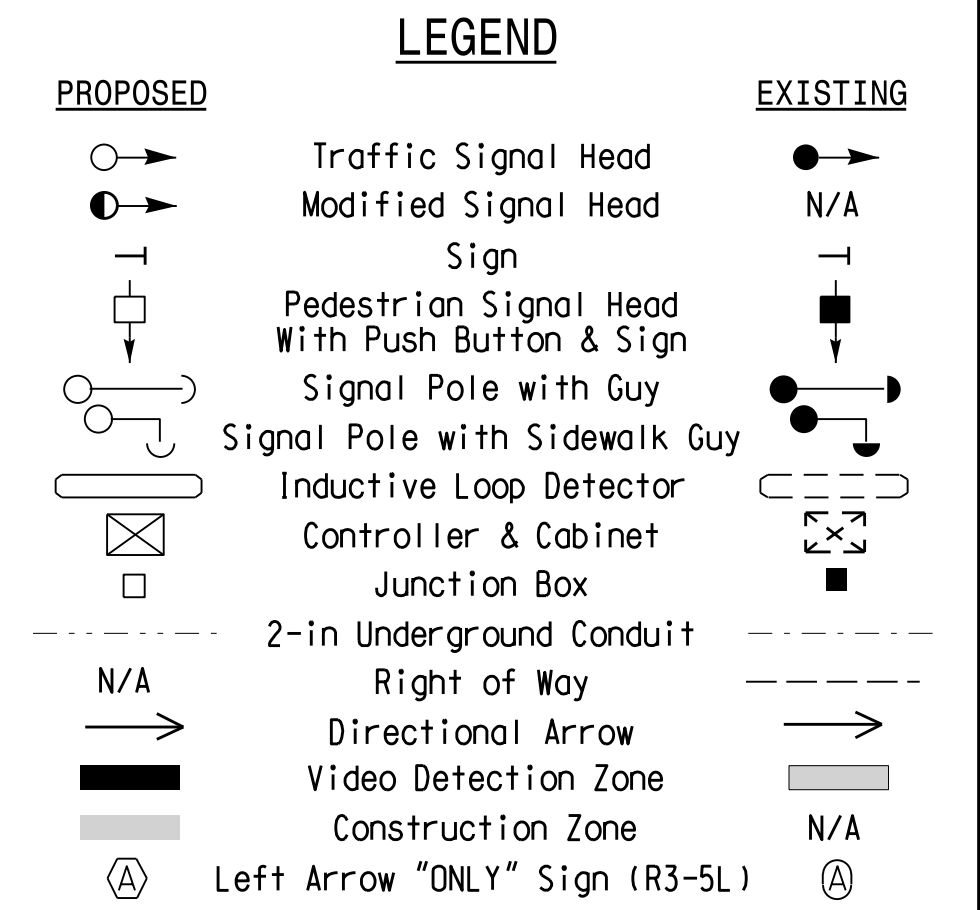 LEGEND
PROPOSED EXISTING
Traffic Signal Head
Modified Signal Head N/A
Sign
Pedestrian Signal Head
With Push Button & Sign
Signal Pole with Guy
Signal Pole with Sidewalk Guy
Inductive Loop Detector
Controller & Cabinet
Junction Box
2-in Underground Conduit
N/A Right of Way
Directional Arrow
Video Detection Zone
Construction Zone N/A
A Left Arrow "ONLY" Sign (R3-5L) A